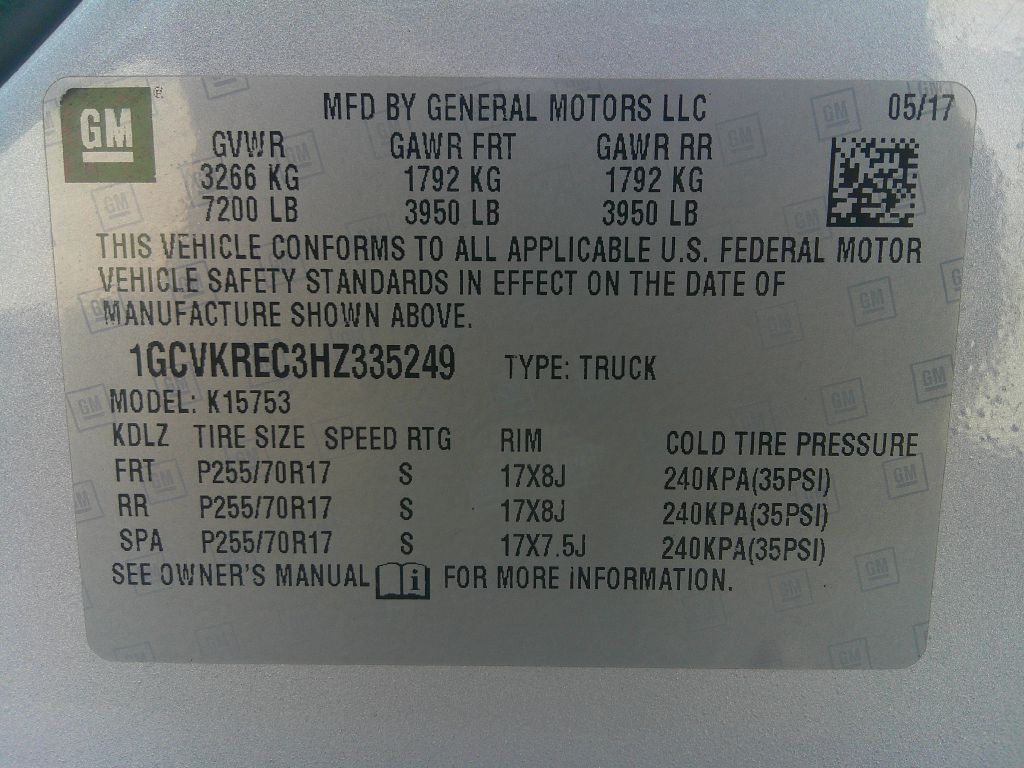 GM ® MFD BY GENERAL MOTORS LLC 05/17
GVWR GAWR FRT GAWR RR
3266 KG 1792 KG 1792 KG
7200 LB 3950 LB 3950 LB
THIS VEHICLE CONFORMS TO ALL APPLICABLE U.S. FEDERAL MOTOR
VEHICLE SAFETY STANDARDS IN EFFECT ON THE DATE OF
MANUFACTURE SHOWN ABOVE.
1GCVKREC3HZ335249 TYPE: TRUCK
MODEL: K15753
KDLZ TIRE SIZE SPEED RTG RIM COLD TIRE PRESSURE
FRT P255/70R17 S 17X8J 240KPA(35PSI)
RR P255/70R17 S 17X8J 240KPA(35PSI)
SPA P255/70R17 S 17X7.5J 240KPA(35PSI)
SEE OWNER'S MANUAL i FOR MORE INFORMATION.